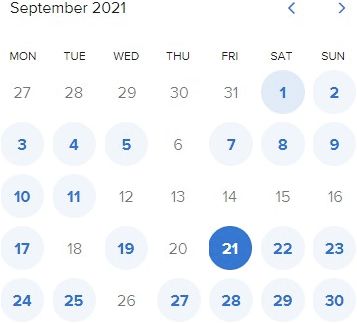 September 2021
MON TUE WED THU FRI SAT SUN
27 28 29 30 31 1 2
3 4 5 6 7 8 9
10 11 12 13 14 15 16
17 18 19 20 21 22 23
24 25 26 27 28 29 30